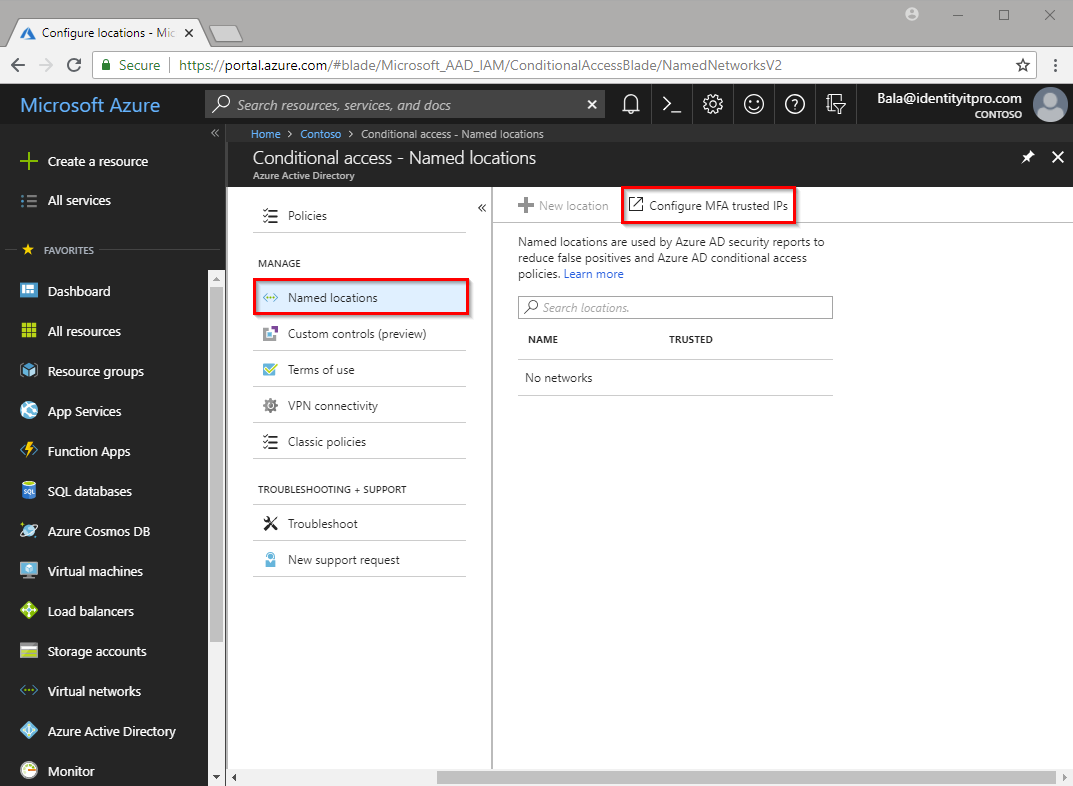 Configure locations - Mic
Secure
https://portal.azure.com/#blade/Microsoft_AAD_IAM/ConditionalAccessBlade/NamedNetworksV2
Microsoft Azure
Search resources, services, and docs
Bala@identityitpro.com
CONTOSO
Home > Contoso > Conditional access - Named locations
Conditional access - Named locations
Azure Active Directory
Create a resource
All services
FAVORITES
Dashboard
All resources
Resource groups
App Services
Function Apps
SQL databases
Azure Cosmos DB
Virtual machines
Load balancers
Storage accounts
Virtual networks
Azure Active Directory
Monitor
Policies
MANAGE
Named locations
Custom controls (preview)
Terms of use
VPN connectivity
Classic policies
TROUBLESHOOTING + SUPPORT
Troubleshoot
New support request
New location
Configure MFA trusted IPs
Named locations are used by Azure AD security reports to
reduce false positives and Azure AD conditional access
policies. Learn more
Search locations.
NAME TRUSTED
No networks